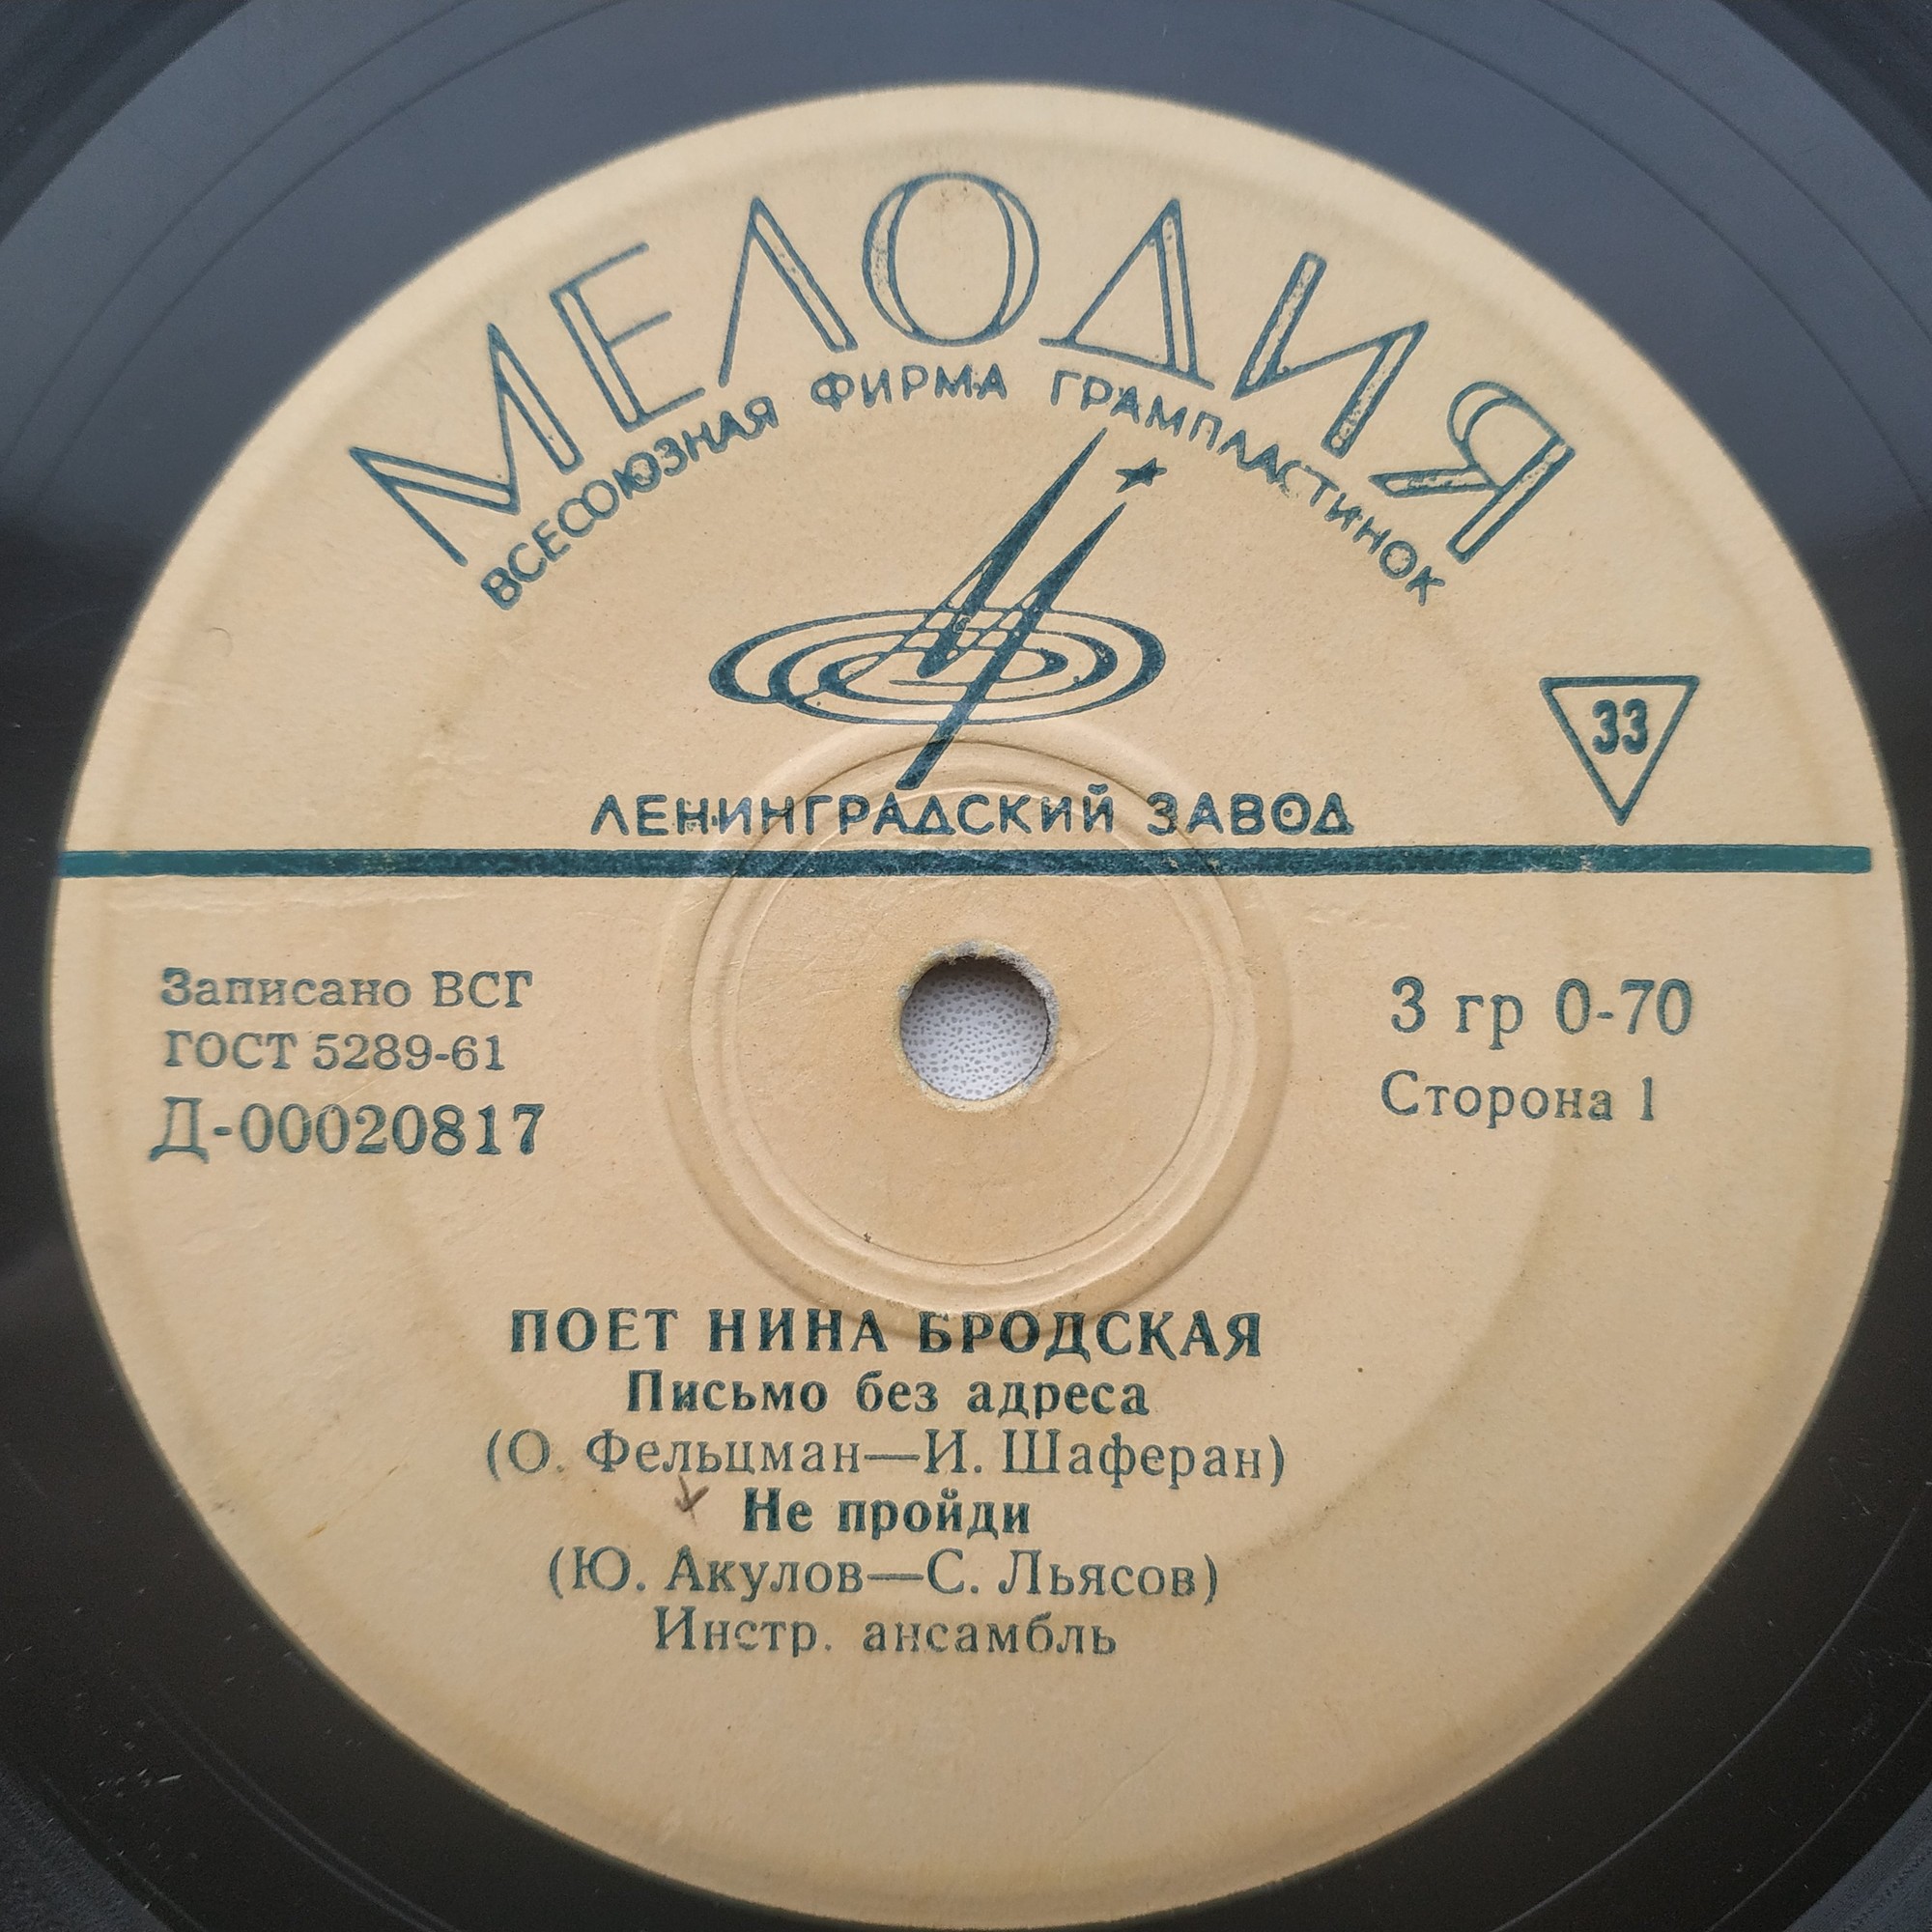 МЕЛОДИЯ
ВСЕСОЮЗНАЯ ФИРМА ГРАМПЛАСТИНОК
33
ЛЕНИНГРАДСКИЙ ЗАВОД
Записано ВСГ
ГОСТ 5289-61
Д-00020817
3 гр 0-70
Сторона 1
ПОЕТ НИНА БРОДСКАЯ
Письмо без адреса
(О. Фельцман—И. Шаферан)
Не пройди
(Ю. Акулов—С. Льясов)
Инстр. ансамбль